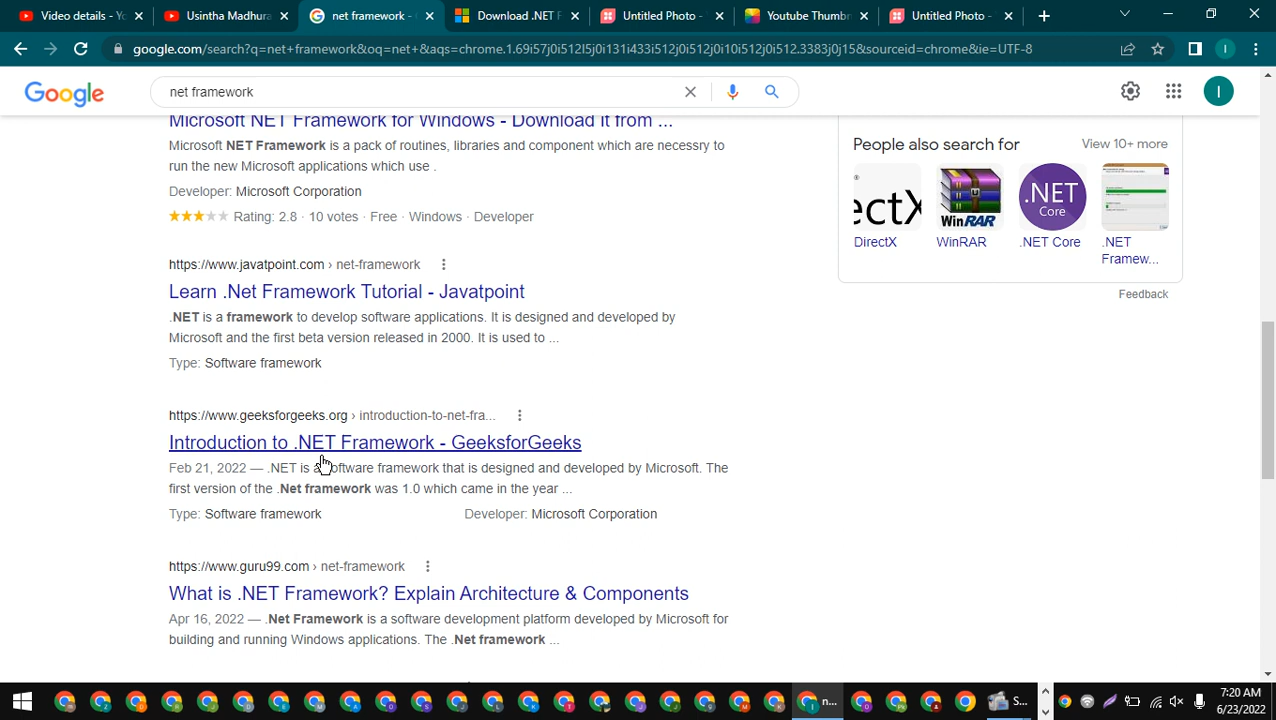 Video details - Yo
Usintha Madhura
net framework -
Download .NET F
Untitled Photo -
Youtube Thumbn
Untitled Photo -
google.com/search?q=net+framework&oq=net+&aqs=chrome.1.69i57j0i512l5j0i131i433i512j0i512j0i10i512j0i512.3383j0j15&sourceid=chrome&ie=UTF-8
I
Google
net framework
I
Microsoft NET Framework for Windows - Download it from ...
Microsoft NET Framework is a pack of routines, libraries and component which are necessry to
run the new Microsoft applications which use .
Developer: Microsoft Corporation
Rating: 2.8 · 10 votes · Free · Windows · Developer
https://www.javatpoint.com › net-framework
Learn .Net Framework Tutorial - Javatpoint
.NET is a framework to develop software applications. It is designed and developed by
Microsoft and the first beta version released in 2000. It is used to ...
Type: Software framework
https://www.geeksforgeeks.org › introduction-to-net-fra...
Introduction to .NET Framework - GeeksforGeeks
Feb 21, 2022 — .NET is a software framework that is designed and developed by Microsoft. The
first version of the .Net framework was 1.0 which came in the year ...
Type: Software framework
Developer: Microsoft Corporation
https://www.guru99.com › net-framework
What is .NET Framework? Explain Architecture & Components
Apr 16, 2022 — .Net Framework is a software development platform developed by Microsoft for
building and running Windows applications. The .Net framework ...
People also search for
View 10+ more
ectX
WinRAR
.NET
Core
DirectX
WinRAR
.NET Core
.NET
Framew...
Feedback
n...
S...
7:20 AM
6/23/2022